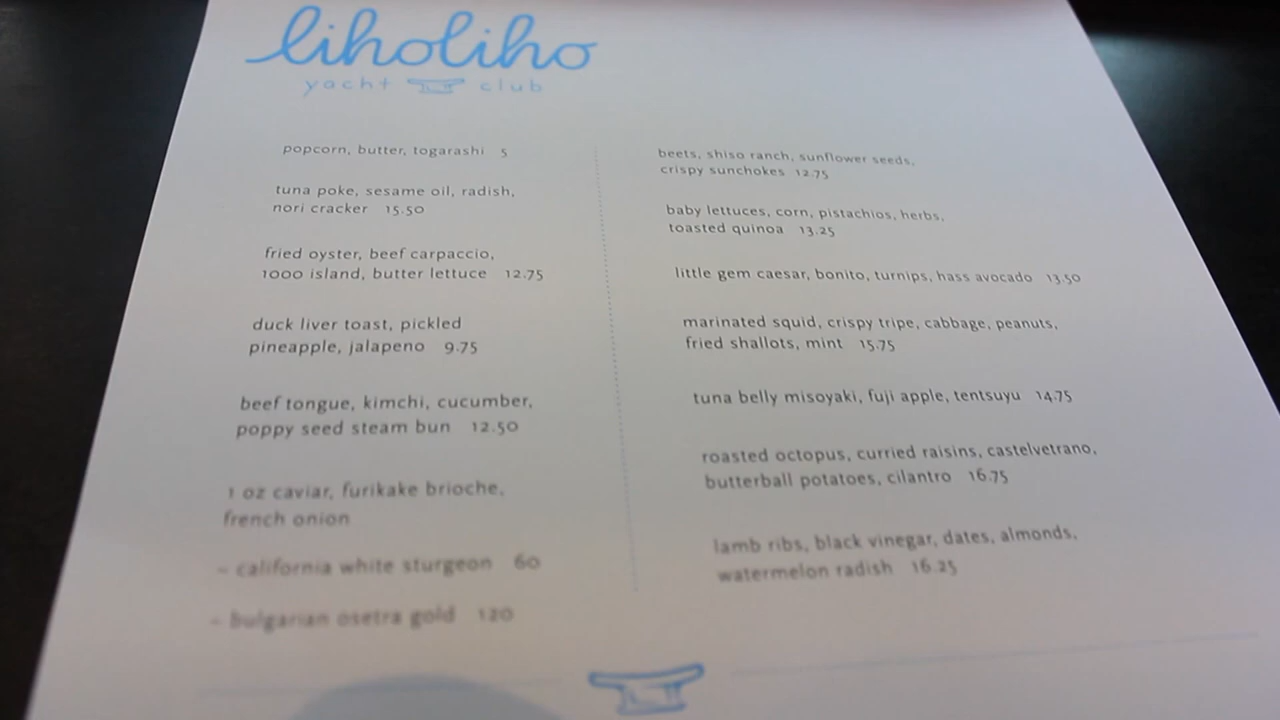 liholiho
yacht club
popcorn, butter, togarashi 5
tuna poke, sesame oil, radish,
nori cracker 15.50
fried oyster, beef carpaccio,
1000 island, butter lettuce 12.75
duck liver toast, pickled
pineapple, jalapeno 9.75
beef tongue, kimchi, cucumber,
poppy seed steam bun 12.50
1 oz caviar, furikake brioche,
french onion
- california white sturgeon 60
- bulgarian osetra gold 120
beets, shiso ranch, sunflower seeds,
crispy sunchokes 12.75
baby lettuces, corn, pistachios, herbs,
toasted quinoa 13.25
little gem caesar, bonito, turnips, hass avocado 13.50
marinated squid, crispy tripe, cabbage, peanuts,
fried shallots, mint 15.75
tuna belly misoyaki, fuji apple, tentsuyu 14.75
roasted octopus, curried raisins, castelvetrano,
butterball potatoes, cilantro 16.75
lamb ribs, black vinegar, dates, almonds,
watermelon radish 16.25